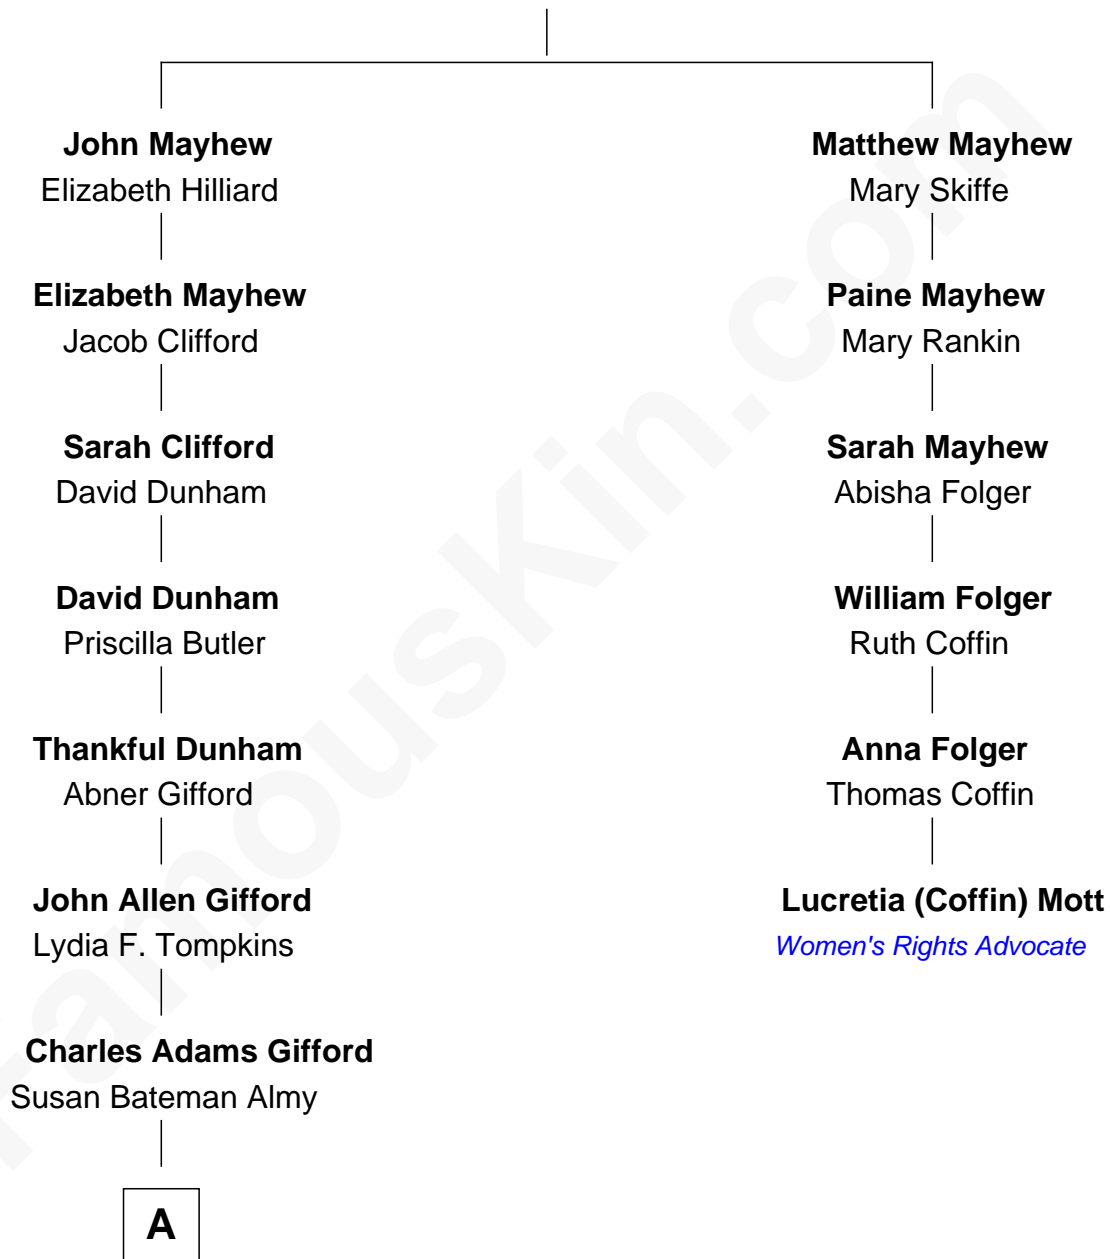 John Mayhew
Elizabeth Hilliard
Elizabeth Mayhew
Jacob Clifford
Sarah Clifford
David Dunham
David Dunham
Priscilla Butler
Thankful Dunham
Abner Gifford
John Allen Gifford
Lydia F. Tompkins
Charles Adams Gifford
Susan Bateman Almy
A
Matthew Mayhew
Mary Skiffe
Paine Mayhew
Mary Rankin
Sarah Mayhew
Abisha Folger
William Folger
Ruth Coffin
Anna Folger
Thomas Coffin
Lucretia (Coffin) Mott
Women's Rights Advocate
FamousKin.com